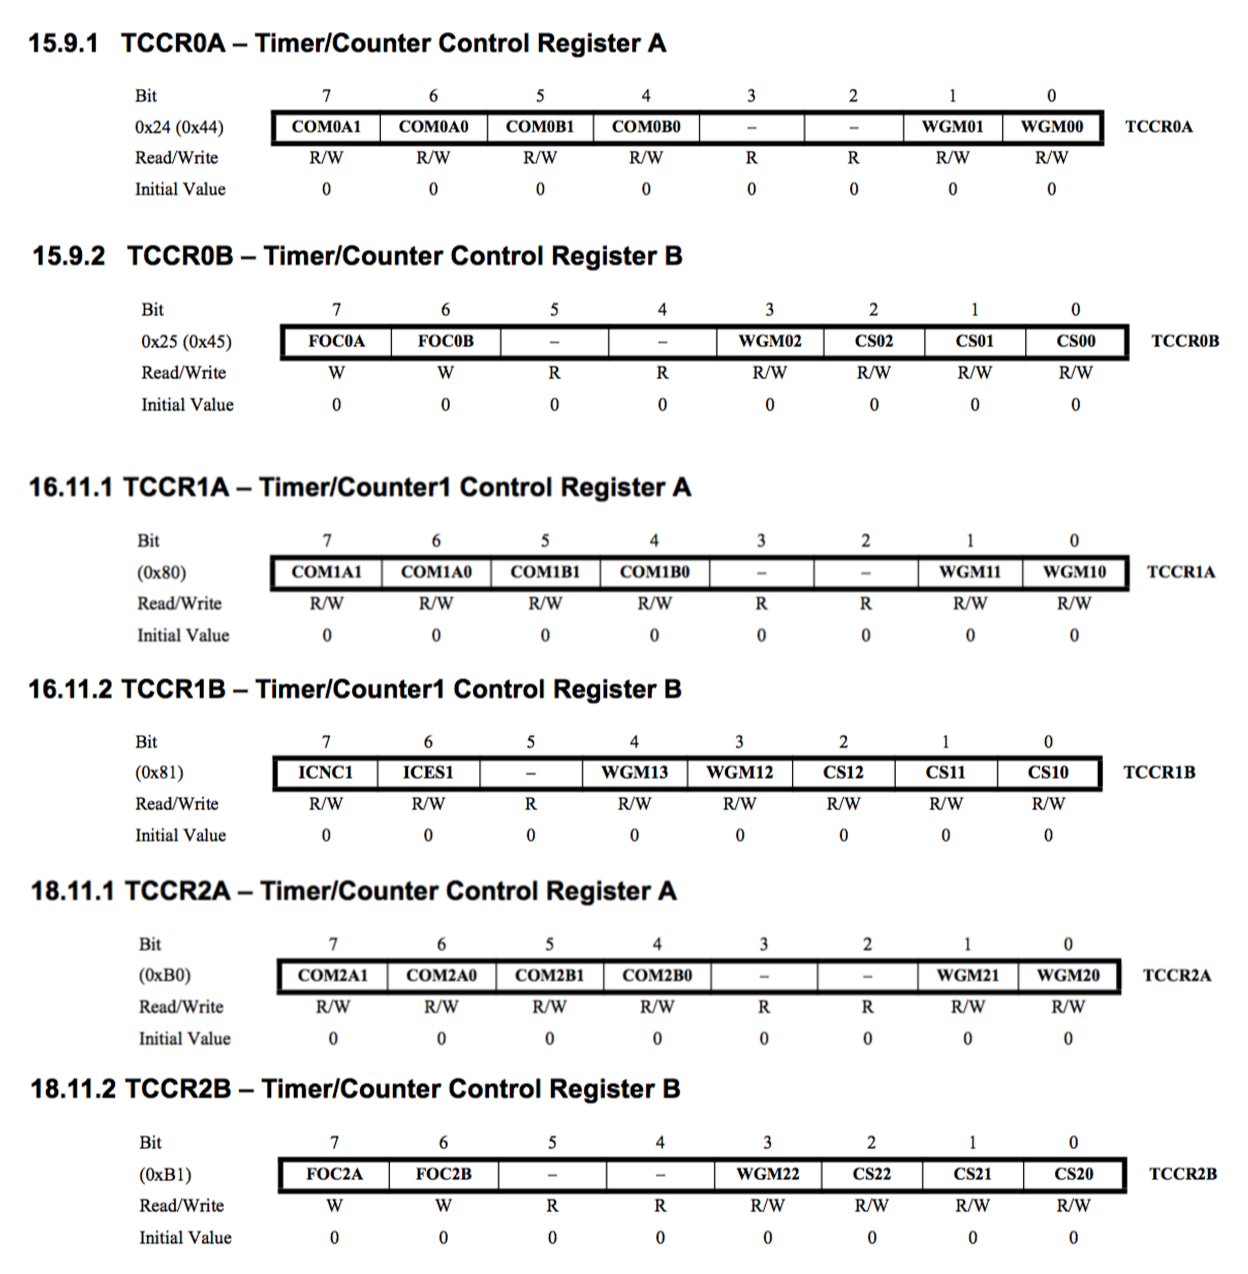 15.9.1 TCCR0A – Timer/Counter Control Register A
Bit 7 6 5 4 3 2 1 0
0x24 (0x44) COM0A1 COM0A0 COM0B1 COM0B0 – – WGM01 WGM00 TCCR0A
Read/Write R/W R/W R/W R/W R R R/W R/W
Initial Value 0 0 0 0 0 0 0 0
15.9.2 TCCR0B – Timer/Counter Control Register B
Bit 7 6 5 4 3 2 1 0
0x25 (0x45) FOC0A FOC0B – – WGM02 CS02 CS01 CS00 TCCR0B
Read/Write W W R R R/W R/W R/W R/W
Initial Value 0 0 0 0 0 0 0 0
16.11.1 TCCR1A – Timer/Counter1 Control Register A
Bit 7 6 5 4 3 2 1 0
(0x80) COM1A1 COM1A0 COM1B1 COM1B0 – – WGM11 WGM10 TCCR1A
Read/Write R/W R/W R/W R/W R R R/W R/W
Initial Value 0 0 0 0 0 0 0 0
16.11.2 TCCR1B – Timer/Counter1 Control Register B
Bit 7 6 5 4 3 2 1 0
(0x81) ICNC1 ICES1 – WGM13 WGM12 CS12 CS11 CS10 TCCR1B
Read/Write R/W R/W R R/W R/W R/W R/W R/W
Initial Value 0 0 0 0 0 0 0 0
18.11.1 TCCR2A – Timer/Counter Control Register A
Bit 7 6 5 4 3 2 1 0
(0xB0) COM2A1 COM2A0 COM2B1 COM2B0 – – WGM21 WGM20 TCCR2A
Read/Write R/W R/W R/W R/W R R R/W R/W
Initial Value 0 0 0 0 0 0 0 0
18.11.2 TCCR2B – Timer/Counter Control Register B
Bit 7 6 5 4 3 2 1 0
(0xB1) FOC2A FOC2B – – WGM22 CS22 CS21 CS20 TCCR2B
Read/Write W W R R R/W R/W R/W R/W
Initial Value 0 0 0 0 0 0 0 0